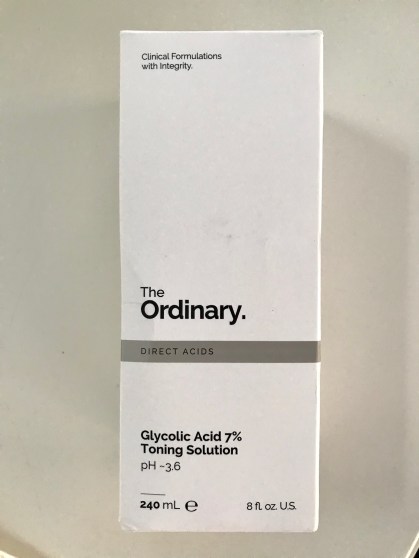 Clinical Formulations
with Integrity.
The
Ordinary.
DIRECT ACIDS
Glycolic Acid 7%
Toning Solution
pH ~3.6
240 mL ℮ 8 fl. oz. U.S.